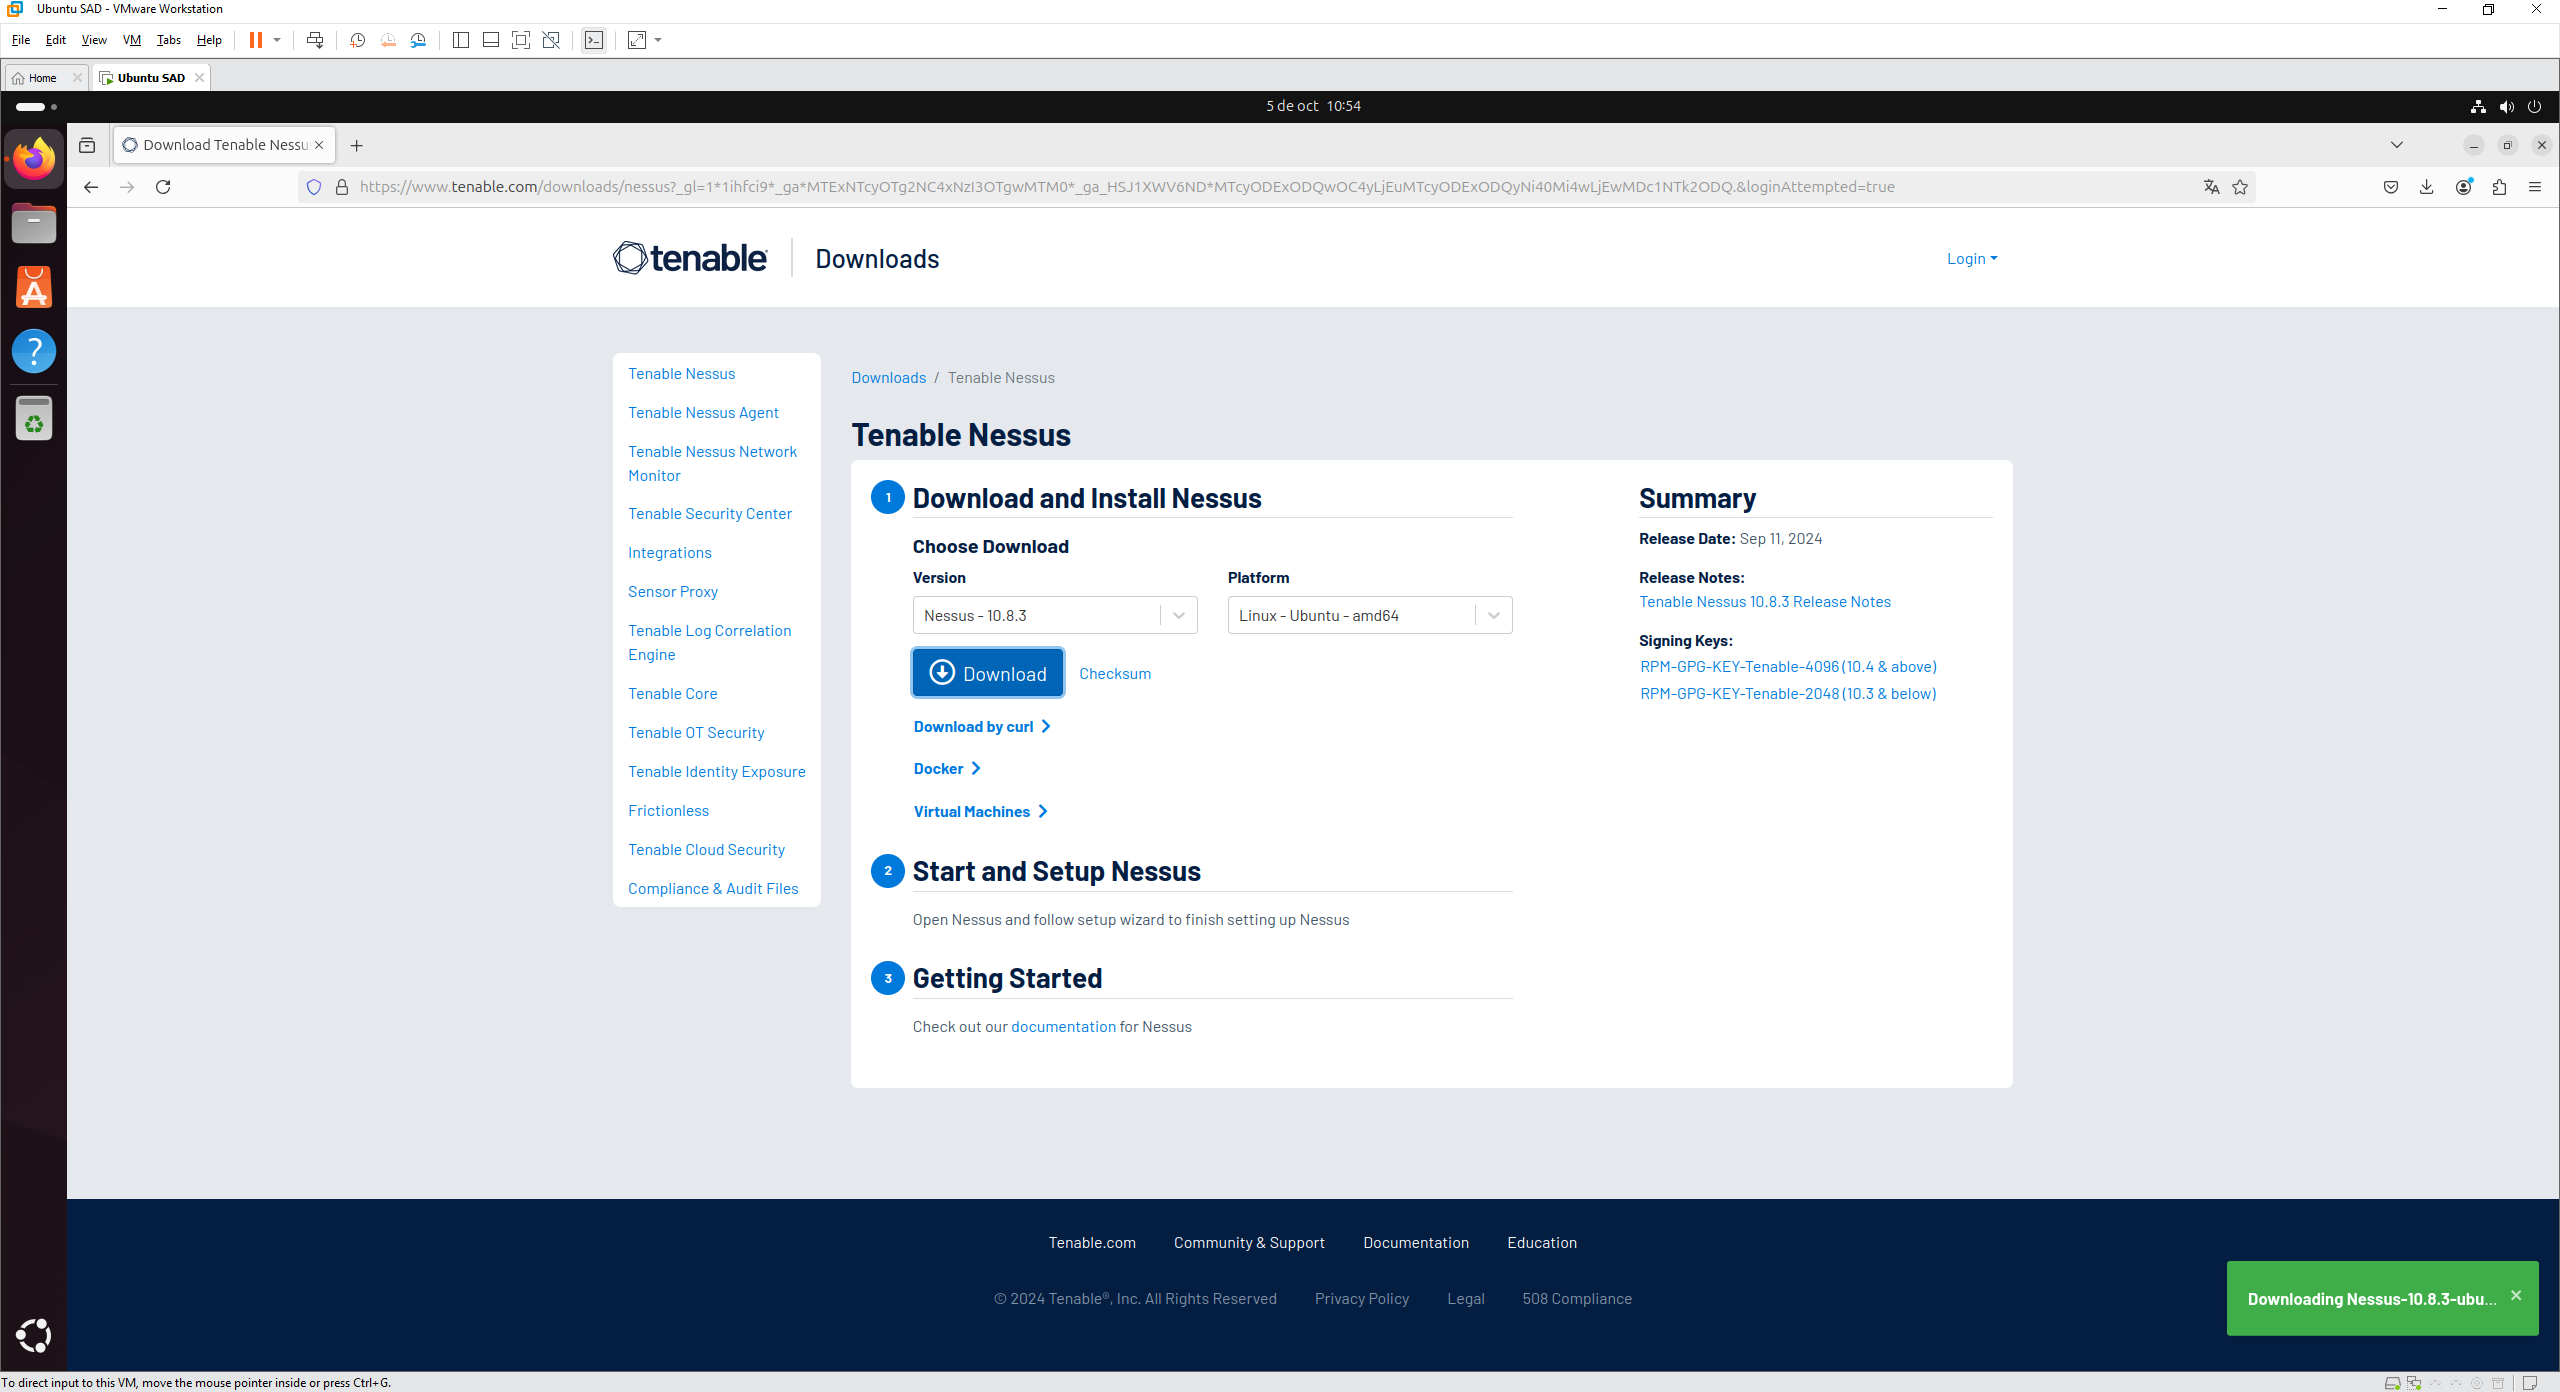 Ubuntu SAD - VMware Workstation
File Edit View VM Tabs Help
Home Ubuntu SAD
5 de oct 10:54
Download Tenable Nessu
https://www.tenable.com/downloads/nessus?_gl=1*1ihfci9*_ga*MTExNTcyOTg2NC4xNzI3OTgwMTM0*_ga_HSJ1XWV6ND*MTcyODExODQwOC4yLjEuMTcyODExODQyNi40Mi4wLjEwMDc1NTk2ODQ.&loginAttempted=true
tenable Downloads
Login
Tenable Nessus
Tenable Nessus Agent
Tenable Nessus Network
Monitor
Tenable Security Center
Integrations
Sensor Proxy
Tenable Log Correlation
Engine
Tenable Core
Tenable OT Security
Tenable Identity Exposure
Frictionless
Tenable Cloud Security
Compliance & Audit Files
Downloads / Tenable Nessus
Tenable Nessus
1 Download and Install Nessus
Choose Download
Version Platform
Nessus - 10.8.3 Linux - Ubuntu - amd64
Download Checksum
Download by curl
Docker
Virtual Machines
2 Start and Setup Nessus
Open Nessus and follow setup wizard to finish setting up Nessus
3 Getting Started
Check out our documentation for Nessus
Summary
Release Date: Sep 11, 2024
Release Notes:
Tenable Nessus 10.8.3 Release Notes
Signing Keys:
RPM-GPG-KEY-Tenable-4096 (10.4 & above)
RPM-GPG-KEY-Tenable-2048 (10.3 & below)
Tenable.com Community & Support Documentation Education
© 2024 Tenable®, Inc. All Rights Reserved Privacy Policy Legal 508 Compliance
Downloading Nessus-10.8.3-ubu...
To direct input to this VM, move the mouse pointer inside or press Ctrl+G.